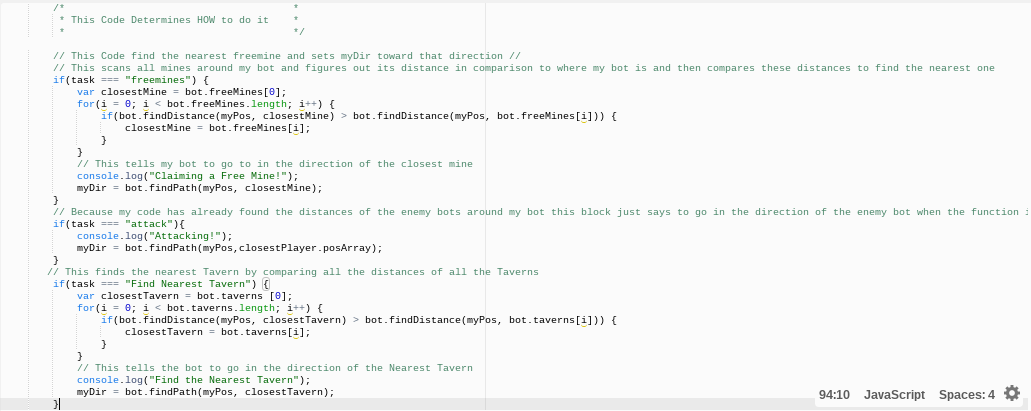 /*                                      *
 * This Code Determines HOW to do it    *
 *                                      */
// This Code find the nearest freemine and sets myDir toward that direction //
// This scans all mines around my bot and figures out its distance in comparison to where my bot is and then compares these distances to find the nearest one
if(task === "freemines") {
    var closestMine = bot.freeMines[0];
    for(i = 0; i < bot.freeMines.length; i++) {
        if(bot.findDistance(myPos, closestMine) > bot.findDistance(myPos, bot.freeMines[i])) {
            closestMine = bot.freeMines[i];
        }
    }
    // This tells my bot to go to in the direction of the closest mine
    console.log("Claiming a Free Mine!");
    myDir = bot.findPath(myPos, closestMine);
}
// Because my code has already found the distances of the enemy bots around my bot this block just says to go in the direction of the enemy bot when the function
if(task === "attack"){
    console.log("Attacking!");
    myDir = bot.findPath(myPos,closestPlayer.posArray);
}
// This finds the nearest Tavern by comparing all the distances of all the Taverns
if(task === "Find Nearest Tavern") {
    var closestTavern = bot.taverns [0];
    for(i = 0; i < bot.taverns.length; i++) {
        if(bot.findDistance(myPos, closestTavern) > bot.findDistance(myPos, bot.taverns[i])) {
            closestTavern = bot.taverns[i];
        }
    }
    // This tells the bot to go in the direction of the Nearest Tavern
    console.log("Find the Nearest Tavern");
    myDir = bot.findPath(myPos, closestTavern);
}
94:10 JavaScript Spaces: 4